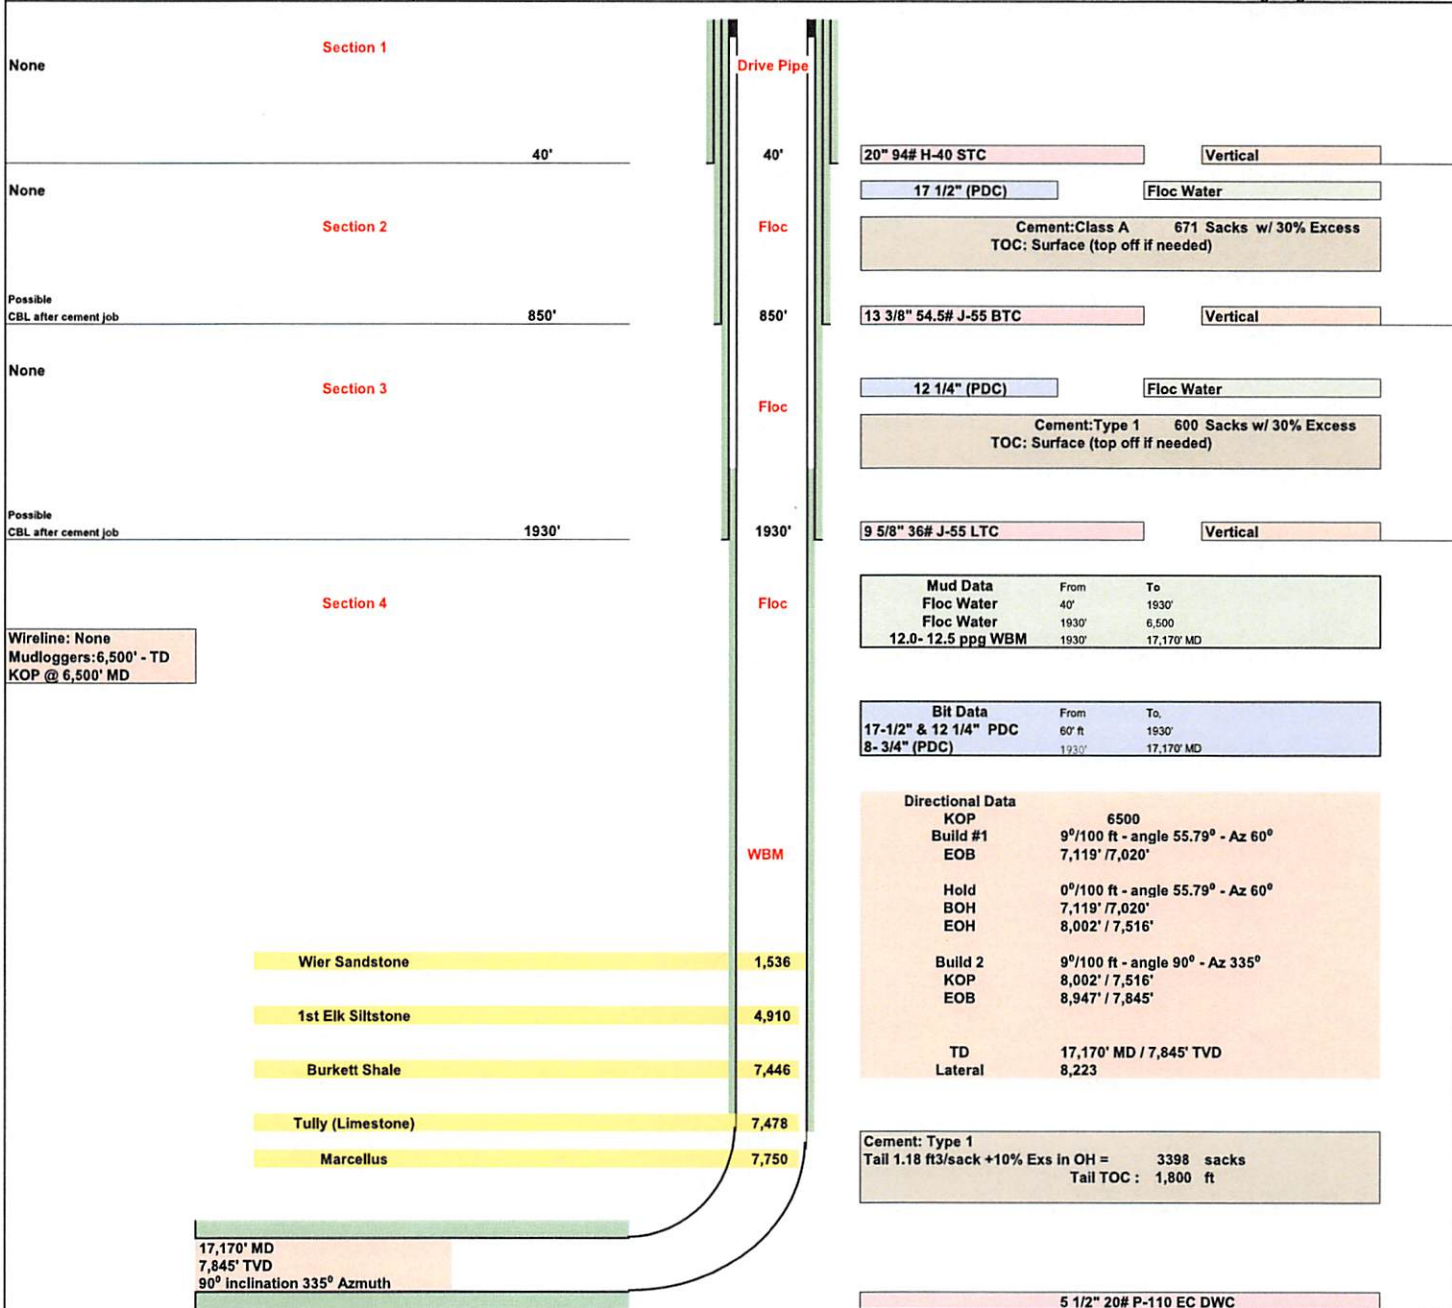 Section 1
None
Drive Pipe
40' 40' 20" 94# H-40 STC Vertical
None 17 1/2" (PDC) Floc Water
Section 2 Floc Cement:Class A 671 Sacks w/ 30% Excess
TOC: Surface (top off if needed)
Possible
CBL after cement job 850' 850' 13 3/8" 54.5# J-55 BTC Vertical
None
Section 3 12 1/4" (PDC) Floc Water
Floc
Cement:Type 1 600 Sacks w/ 30% Excess
TOC: Surface (top off if needed)
Possible
CBL after cement job 1930' 1930' 9 5/8" 36# J-55 LTC Vertical
Section 4 Floc
Mud Data From To
Floc Water 40' 1930'
Floc Water 1930' 6,500
12.0- 12.5 ppg WBM 1930' 17,170' MD
Wireline: None
Mudloggers:6,500' - TD
KOP @ 6,500' MD
Bit Data From To,
17-1/2" & 12 1/4" PDC 60' ft 1930'
8- 3/4" (PDC) 1930' 17,170' MD
Directional Data
KOP 6500
Build #1 9⁰/100 ft - angle 55.79⁰ - Az 60⁰
EOB 7,119' /7,020'
WBM
Hold 0⁰/100 ft - angle 55.79⁰ - Az 60⁰
BOH 7,119' /7,020'
EOH 8,002' / 7,516'
Build 2 9⁰/100 ft - angle 90⁰ - Az 335⁰
KOP 8,002' / 7,516'
EOB 8,947' / 7,845'
TD 17,170' MD / 7,845' TVD
Lateral 8,223
Wier Sandstone 1,536
1st Elk Siltstone 4,910
Burkett Shale 7,446
Tully (Limestone) 7,478
Marcellus 7,750
Cement: Type 1
Tail 1.18 ft3/sack +10% Exs in OH = 3398 sacks
Tail TOC : 1,800 ft
17,170' MD
7,845' TVD
90⁰ inclination 335⁰ Azmuth
5 1/2" 20# P-110 EC DWC